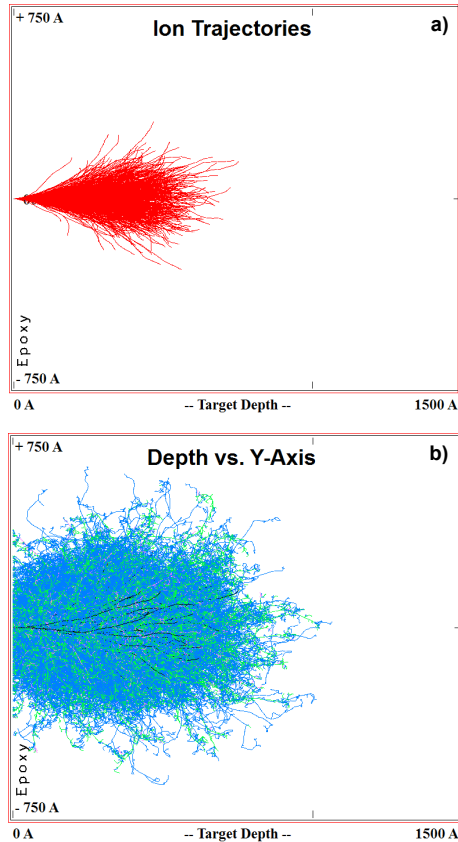 + 750 A
Ion Trajectories
a)
Epoxy
- 750 A
0 A
-- Target Depth --
1500 A
+ 750 A
Depth vs. Y-Axis
b)
Epoxy
- 750 A
0 A
-- Target Depth --
1500 A